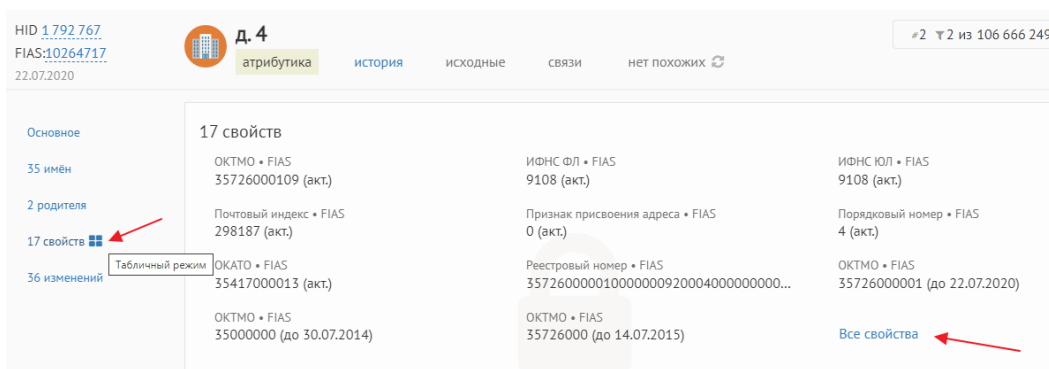 HID 1 792 767
FIAS:10264717
22.07.2020
д. 4
атрибутика история исходные связи нет похожих
≠2 2 из 106 666 249
Основное
35 имён
2 родителя
17 свойств
Табличный режим
36 изменений
17 свойств
ОКТМО • FIAS ИФНС ФЛ • FIAS ИФНС ЮЛ • FIAS
35726000109 (акт.) 9108 (акт.) 9108 (акт.)
Почтовый индекс • FIAS Признак присвоения адреса • FIAS Порядковый номер • FIAS
298187 (акт.) 0 (акт.) 4 (акт.)
ОКАТО • FIAS Реестровый номер • FIAS ОКТМО • FIAS
35417000013 (акт.) 35726000001 (до 22.07.2020)
ОКТМО • FIAS ОКТМО • FIAS
35000000 (до 30.07.2014) 35726000 (до 14.07.2015) Все свойства